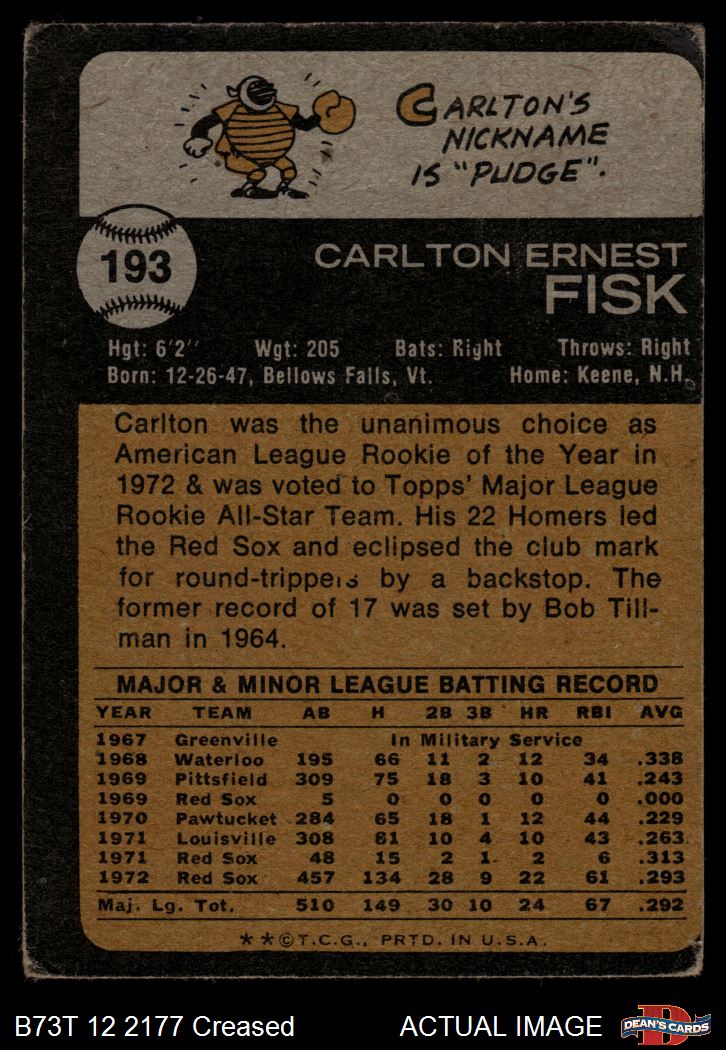 CARLTON'S
NICKNAME
IS "PUDGE".
193
CARLTON ERNEST
FISK
Hgt: 6'2'' Wgt: 205 Bats: Right Throws: Right
Born: 12-26-47, Bellows Falls, Vt. Home: Keene, N.H.
Carlton was the unanimous choice as
American League Rookie of the Year in
1972 & was voted to Topps' Major League
Rookie All-Star Team. His 22 Homers led
the Red Sox and eclipsed the club mark
for round-trippers by a backstop. The
former record of 17 was set by Bob Till-
man in 1964.
MAJOR & MINOR LEAGUE BATTING RECORD
YEAR TEAM AB H 2B 3B HR RBI AVG
1967 Greenville In Military Service
1968 Waterloo 195 66 11 2 12 34 .338
1969 Pittsfield 309 75 18 3 10 41 .243
1969 Red Sox 5 0 0 0 0 0 .000
1970 Pawtucket 284 65 18 1 12 44 .229
1971 Louisville 308 81 10 4 10 43 .263
1971 Red Sox 48 15 2 1 2 6 .313
1972 Red Sox 457 134 28 9 22 61 .293
Maj. Lg. Tot. 510 149 30 10 24 67 .292
**©T.C.G., PRTD. IN U.S.A.
B73T 12 2177 Creased ACTUAL IMAGE
D
DEAN'S CARDS